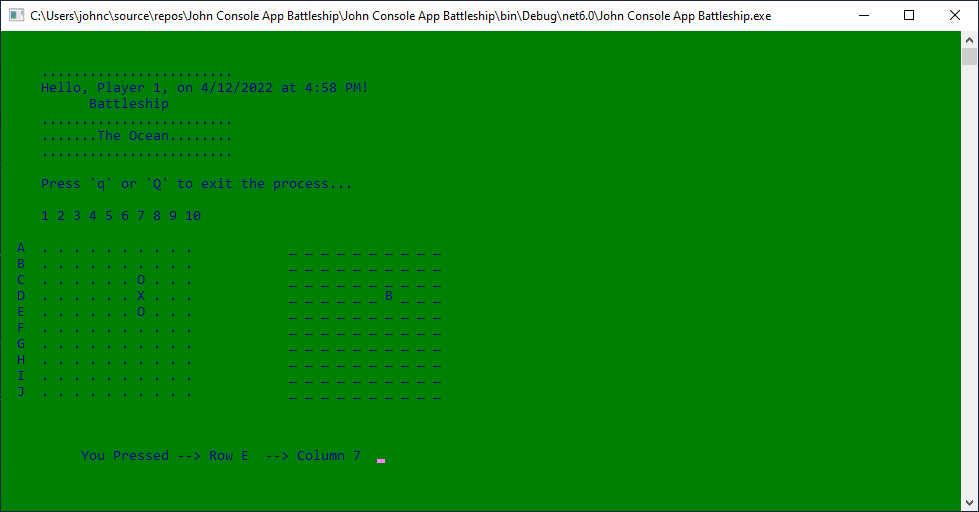 C:\Users\johnc\source\repos\John Console App Battleship\John Console App Battleship\bin\Debug\net6.0\John Console App Battleship.exe
........................
Hello, Player 1, on 4/12/2022 at 4:58 PM!
Battleship
........................
.......The Ocean........
........................
Press 'q' or 'Q' to exit the process...
1 2 3 4 5 6 7 8 9 10
A . . . . . . . . . . _ _ _ _ _ _ _ _ _ _
B . . . . . . . . . . _ _ _ _ _ _ _ _ _ _
C . . . . . . O . . . _ _ _ _ _ _ _ _ _ _
D . . . . . . X . . . _ _ _ _ _ _ B _ _ _
E . . . . . . O . . . _ _ _ _ _ _ _ _ _ _
F . . . . . . . . . . _ _ _ _ _ _ _ _ _ _
G . . . . . . . . . . _ _ _ _ _ _ _ _ _ _
H . . . . . . . . . . _ _ _ _ _ _ _ _ _ _
I . . . . . . . . . . _ _ _ _ _ _ _ _ _ _
J . . . . . . . . . . _ _ _ _ _ _ _ _ _ _
You Pressed --> Row E  --> Column 7